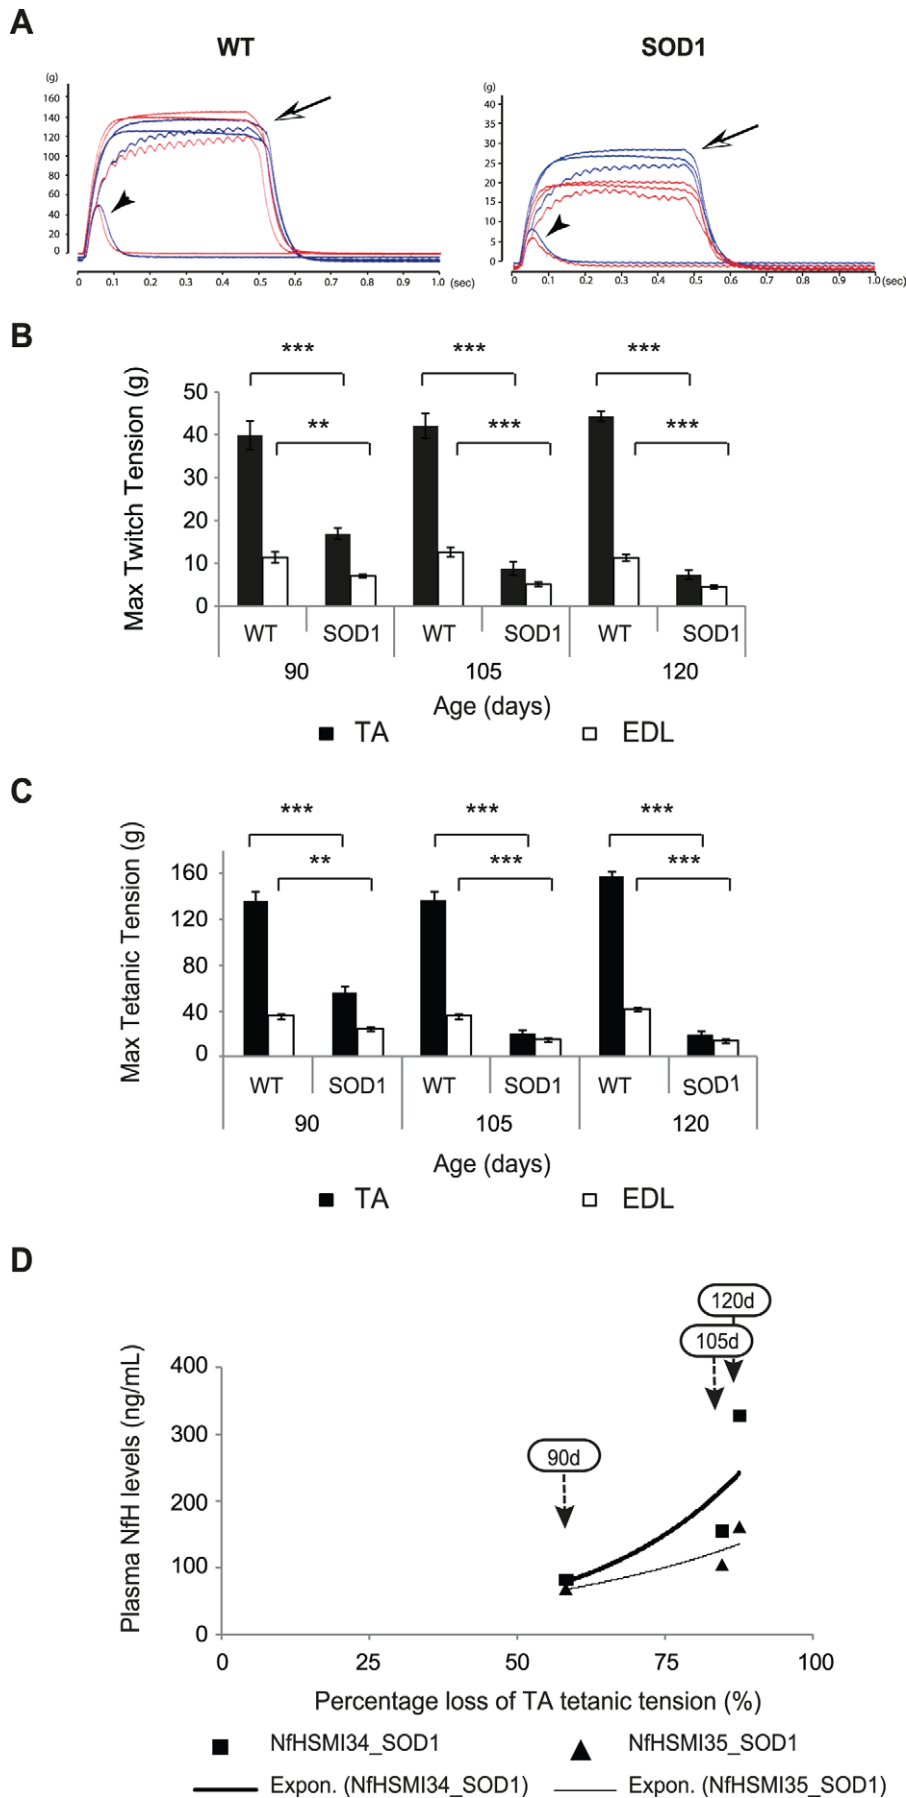 A
WT
SOD1
(g)
160
140
120
100
80
60
40
20
0
0 0.1 0.2 0.3 0.4 0.5 0.6 0.7 0.8 0.9 1.0 (sec)
(g)
40
35
30
25
20
15
10
5
0
0 0.1 0.2 0.3 0.4 0.5 0.6 0.7 0.8 0.9 1.0 (sec)
B
Max Twitch Tension (g)
*** *** ***
** *** ***
50
40
30
20
10
0
WT SOD1 WT SOD1 WT SOD1
90 105 120
Age (days)
TA EDL
C
Max Tetanic Tension (g)
*** *** ***
** *** ***
160
120
80
40
0
WT SOD1 WT SOD1 WT SOD1
90 105 120
Age (days)
TA EDL
D
Plasma NfH levels (ng/mL)
120d
105d
90d
400
300
200
100
0
0 25 50 75 100
Percentage loss of TA tetanic tension (%)
NfHSMI34_SOD1 NfHSMI35_SOD1
Expon. (NfHSMI34_SOD1) Expon. (NfHSMI35_SOD1)